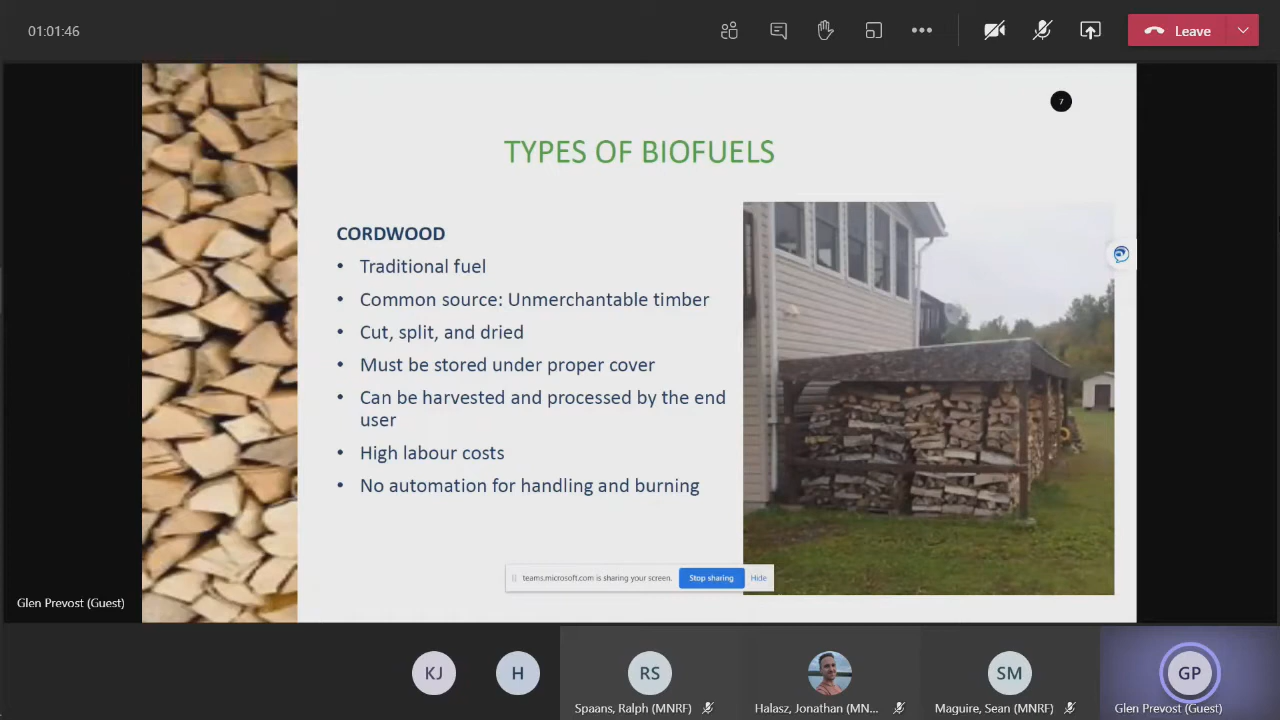 01:01:46
Leave
7
TYPES OF BIOFUELS
CORDWOOD
• Traditional fuel
• Common source: Unmerchantable timber
• Cut, split, and dried
• Must be stored under proper cover
• Can be harvested and processed by the end
user
• High labour costs
• No automation for handling and burning
teams.microsoft.com is sharing your screen.
Stop sharing
Hide
Glen Prevost (Guest)
KJ
H
RS
SM
GP
Spaans, Ralph (MNRF)
Halasz, Jonathan (MN...
Maguire, Sean (MNRF)
Glen Prevost (Guest)